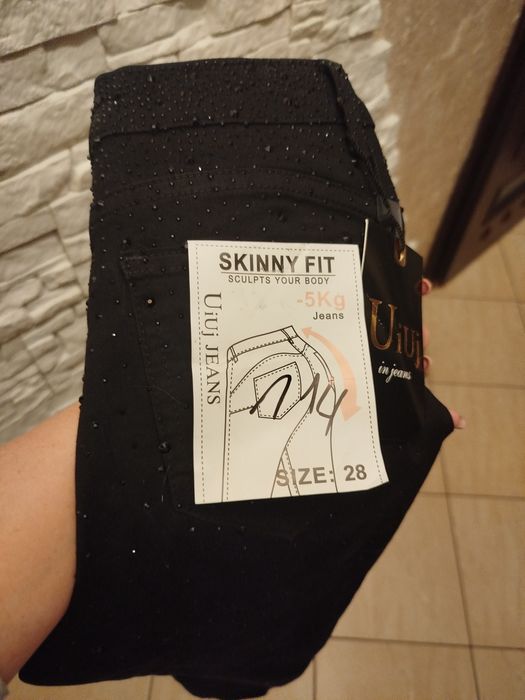 SKINNY FIT
SCULPTS YOUR BODY
-5Kg
Jeans
UiUj JEANS
SIZE: 28
UiUj
in jeans